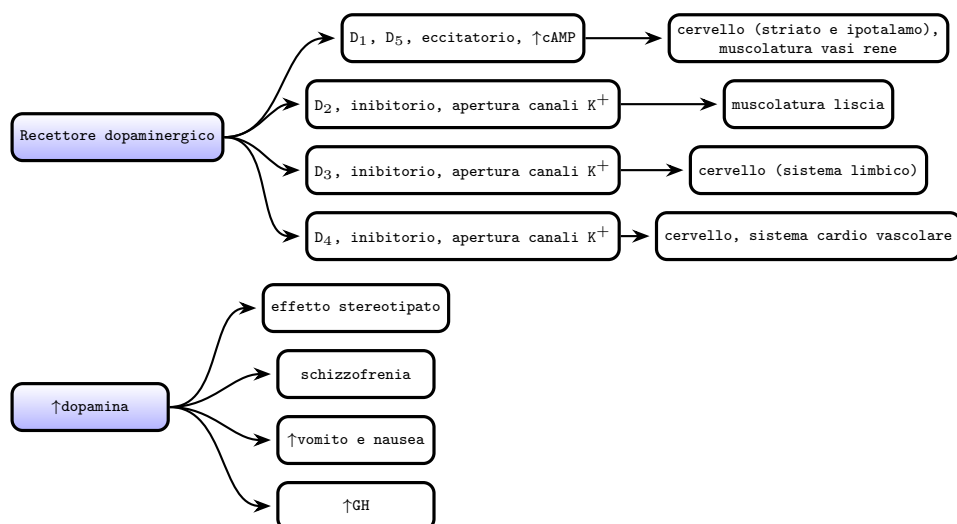 D₁, D₅, eccitatorio, ↑cAMP
cervello (striato e ipotalamo),
muscolatura vasi rene
D₂, inibitorio, apertura canali K⁺
muscolatura liscia
Recettore dopaminergico
D₃, inibitorio, apertura canali K⁺
cervello (sistema limbico)
D₄, inibitorio, apertura canali K⁺
cervello, sistema cardio vascolare
effetto stereotipato
schizzofrenia
↑dopamina
↑vomito e nausea
↑GH